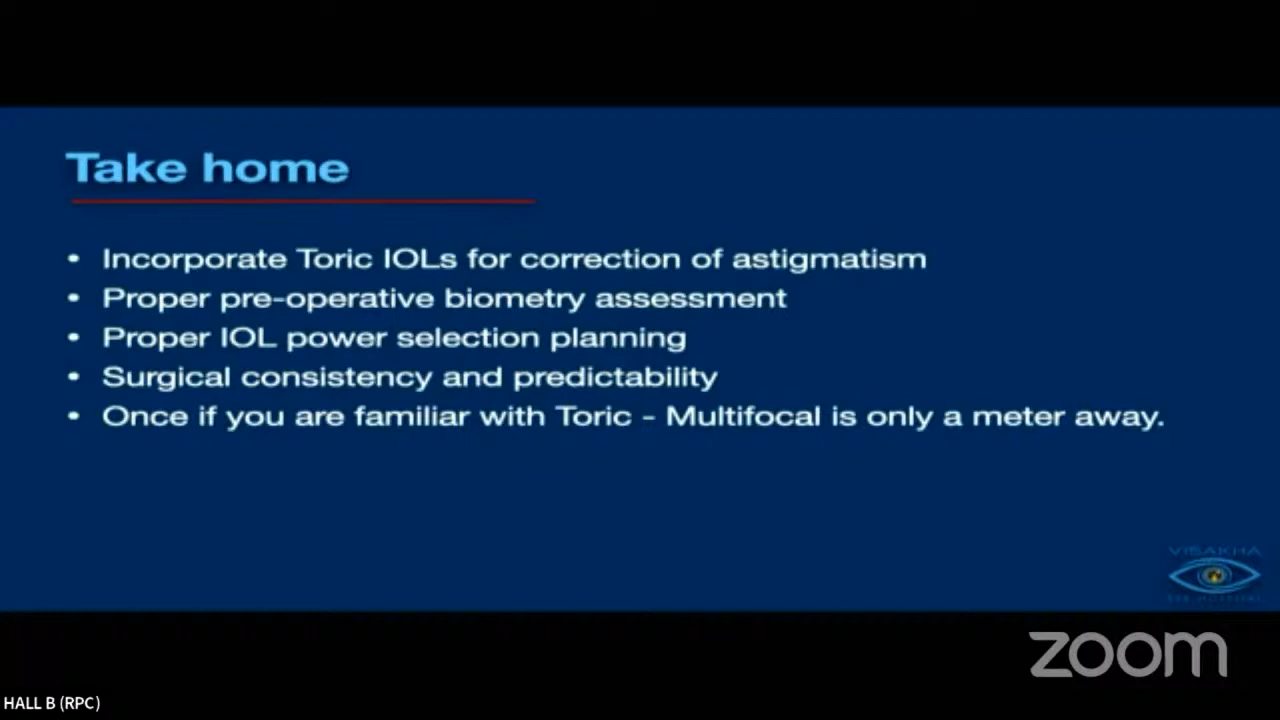 Take home
• Incorporate Toric IOLs for correction of astigmatism
• Proper pre-operative biometry assessment
• Proper IOL power selection planning
• Surgical consistency and predictability
• Once if you are familiar with Toric - Multifocal is only a meter away.
VISAKHA
EYE HOSPITAL
zoom
HALL B (RPC)